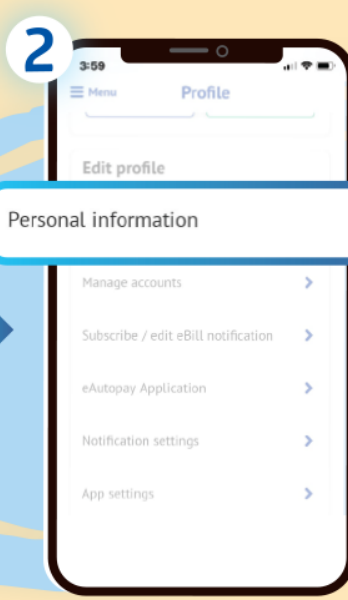 2
3:59
Menu
Profile
Edit profile
Personal information
Manage accounts
Subscribe / edit eBill notification
eAutopay Application
Notification settings
App settings